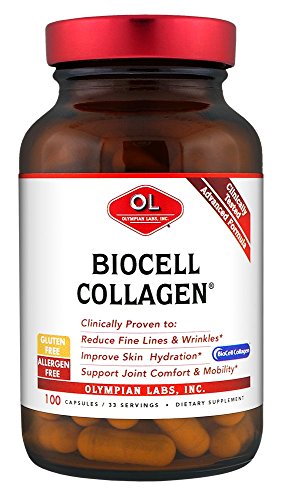 OL
OLYMPIAN LABS, INC
Clinically
Tested
Advanced Formula
BIOCELL
COLLAGEN®
Clinically Proven to:
GLUTEN
FREE
ALLERGEN
FREE
Reduce Fine Lines & Wrinkles*
Improve Skin Hydration*
BioCell Collagen
Support Joint Comfort & Mobility*
OLYMPIAN LABS, INC.
100 CAPSULES / 33 SERVINGS • DIETARY SUPPLEMENT